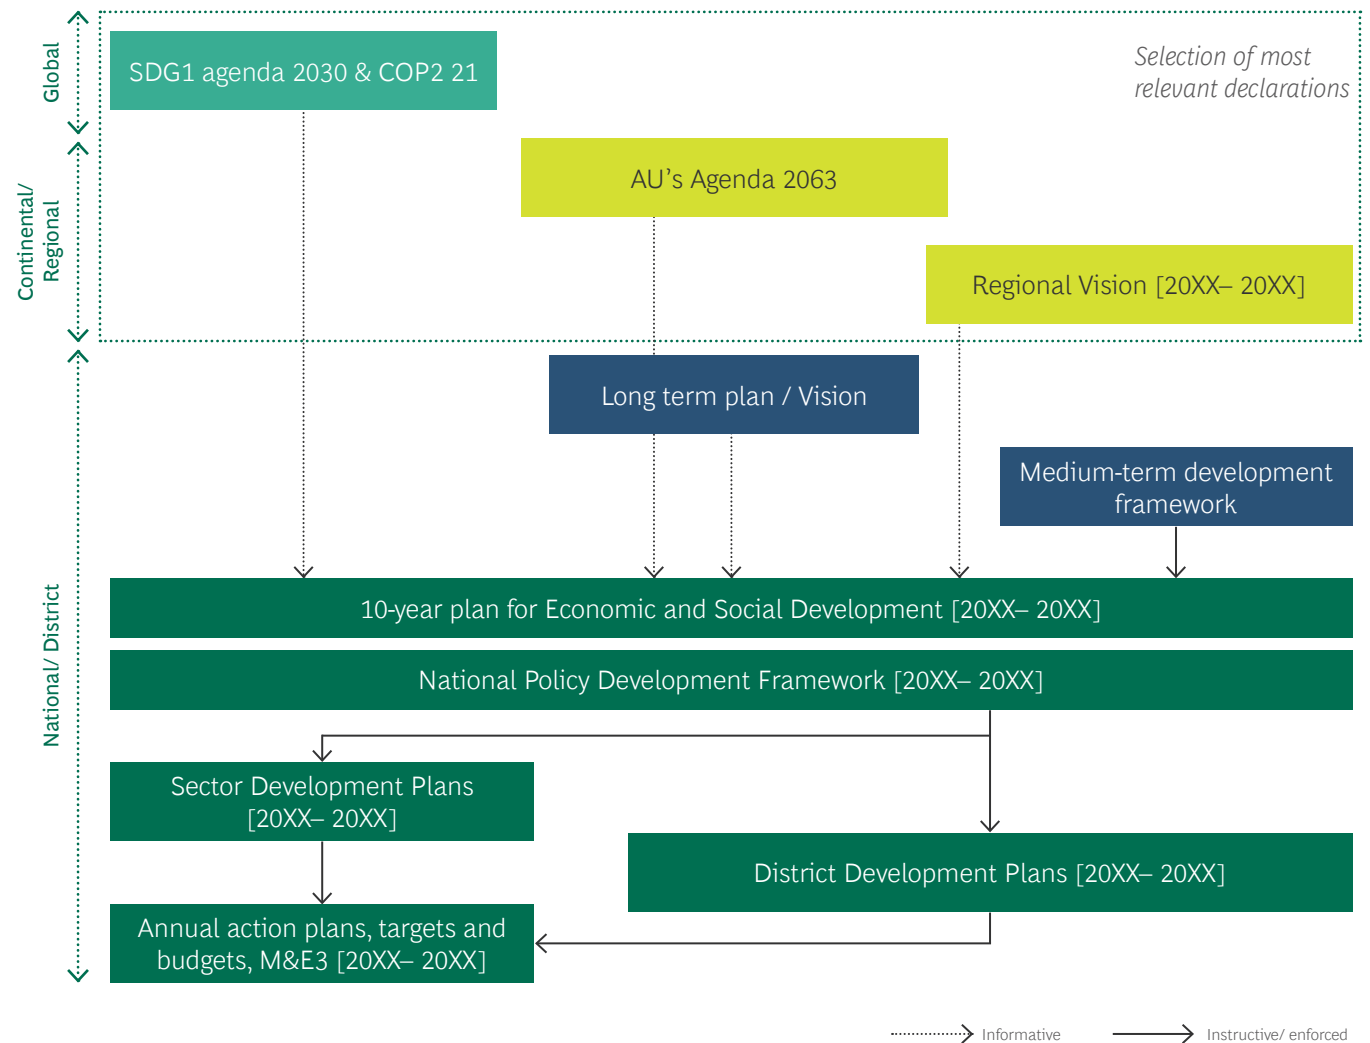 Global
SDG1 agenda 2030 & COP2 21
Selection of most
relevant declarations
Continental/
Regional
AU's Agenda 2063
Regional Vision [20XX– 20XX]
National/ District
Long term plan / Vision
Medium-term development
framework
10-year plan for Economic and Social Development [20XX– 20XX]
National Policy Development Framework [20XX– 20XX]
Sector Development Plans
[20XX– 20XX]
District Development Plans [20XX– 20XX]
Annual action plans, targets and
budgets, M&E3 [20XX– 20XX]
Informative
Instructive/ enforced